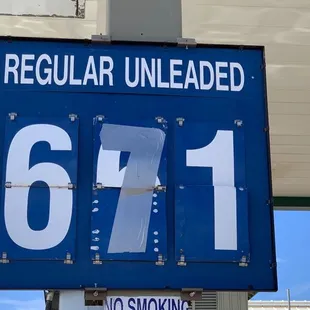 REGULAR UNLEADED
671
NO SMOKING